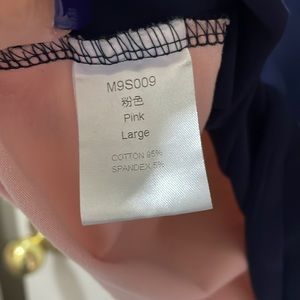 M9S009
粉色
Pink
Large
COTTON 95%
SPANDEX 5%